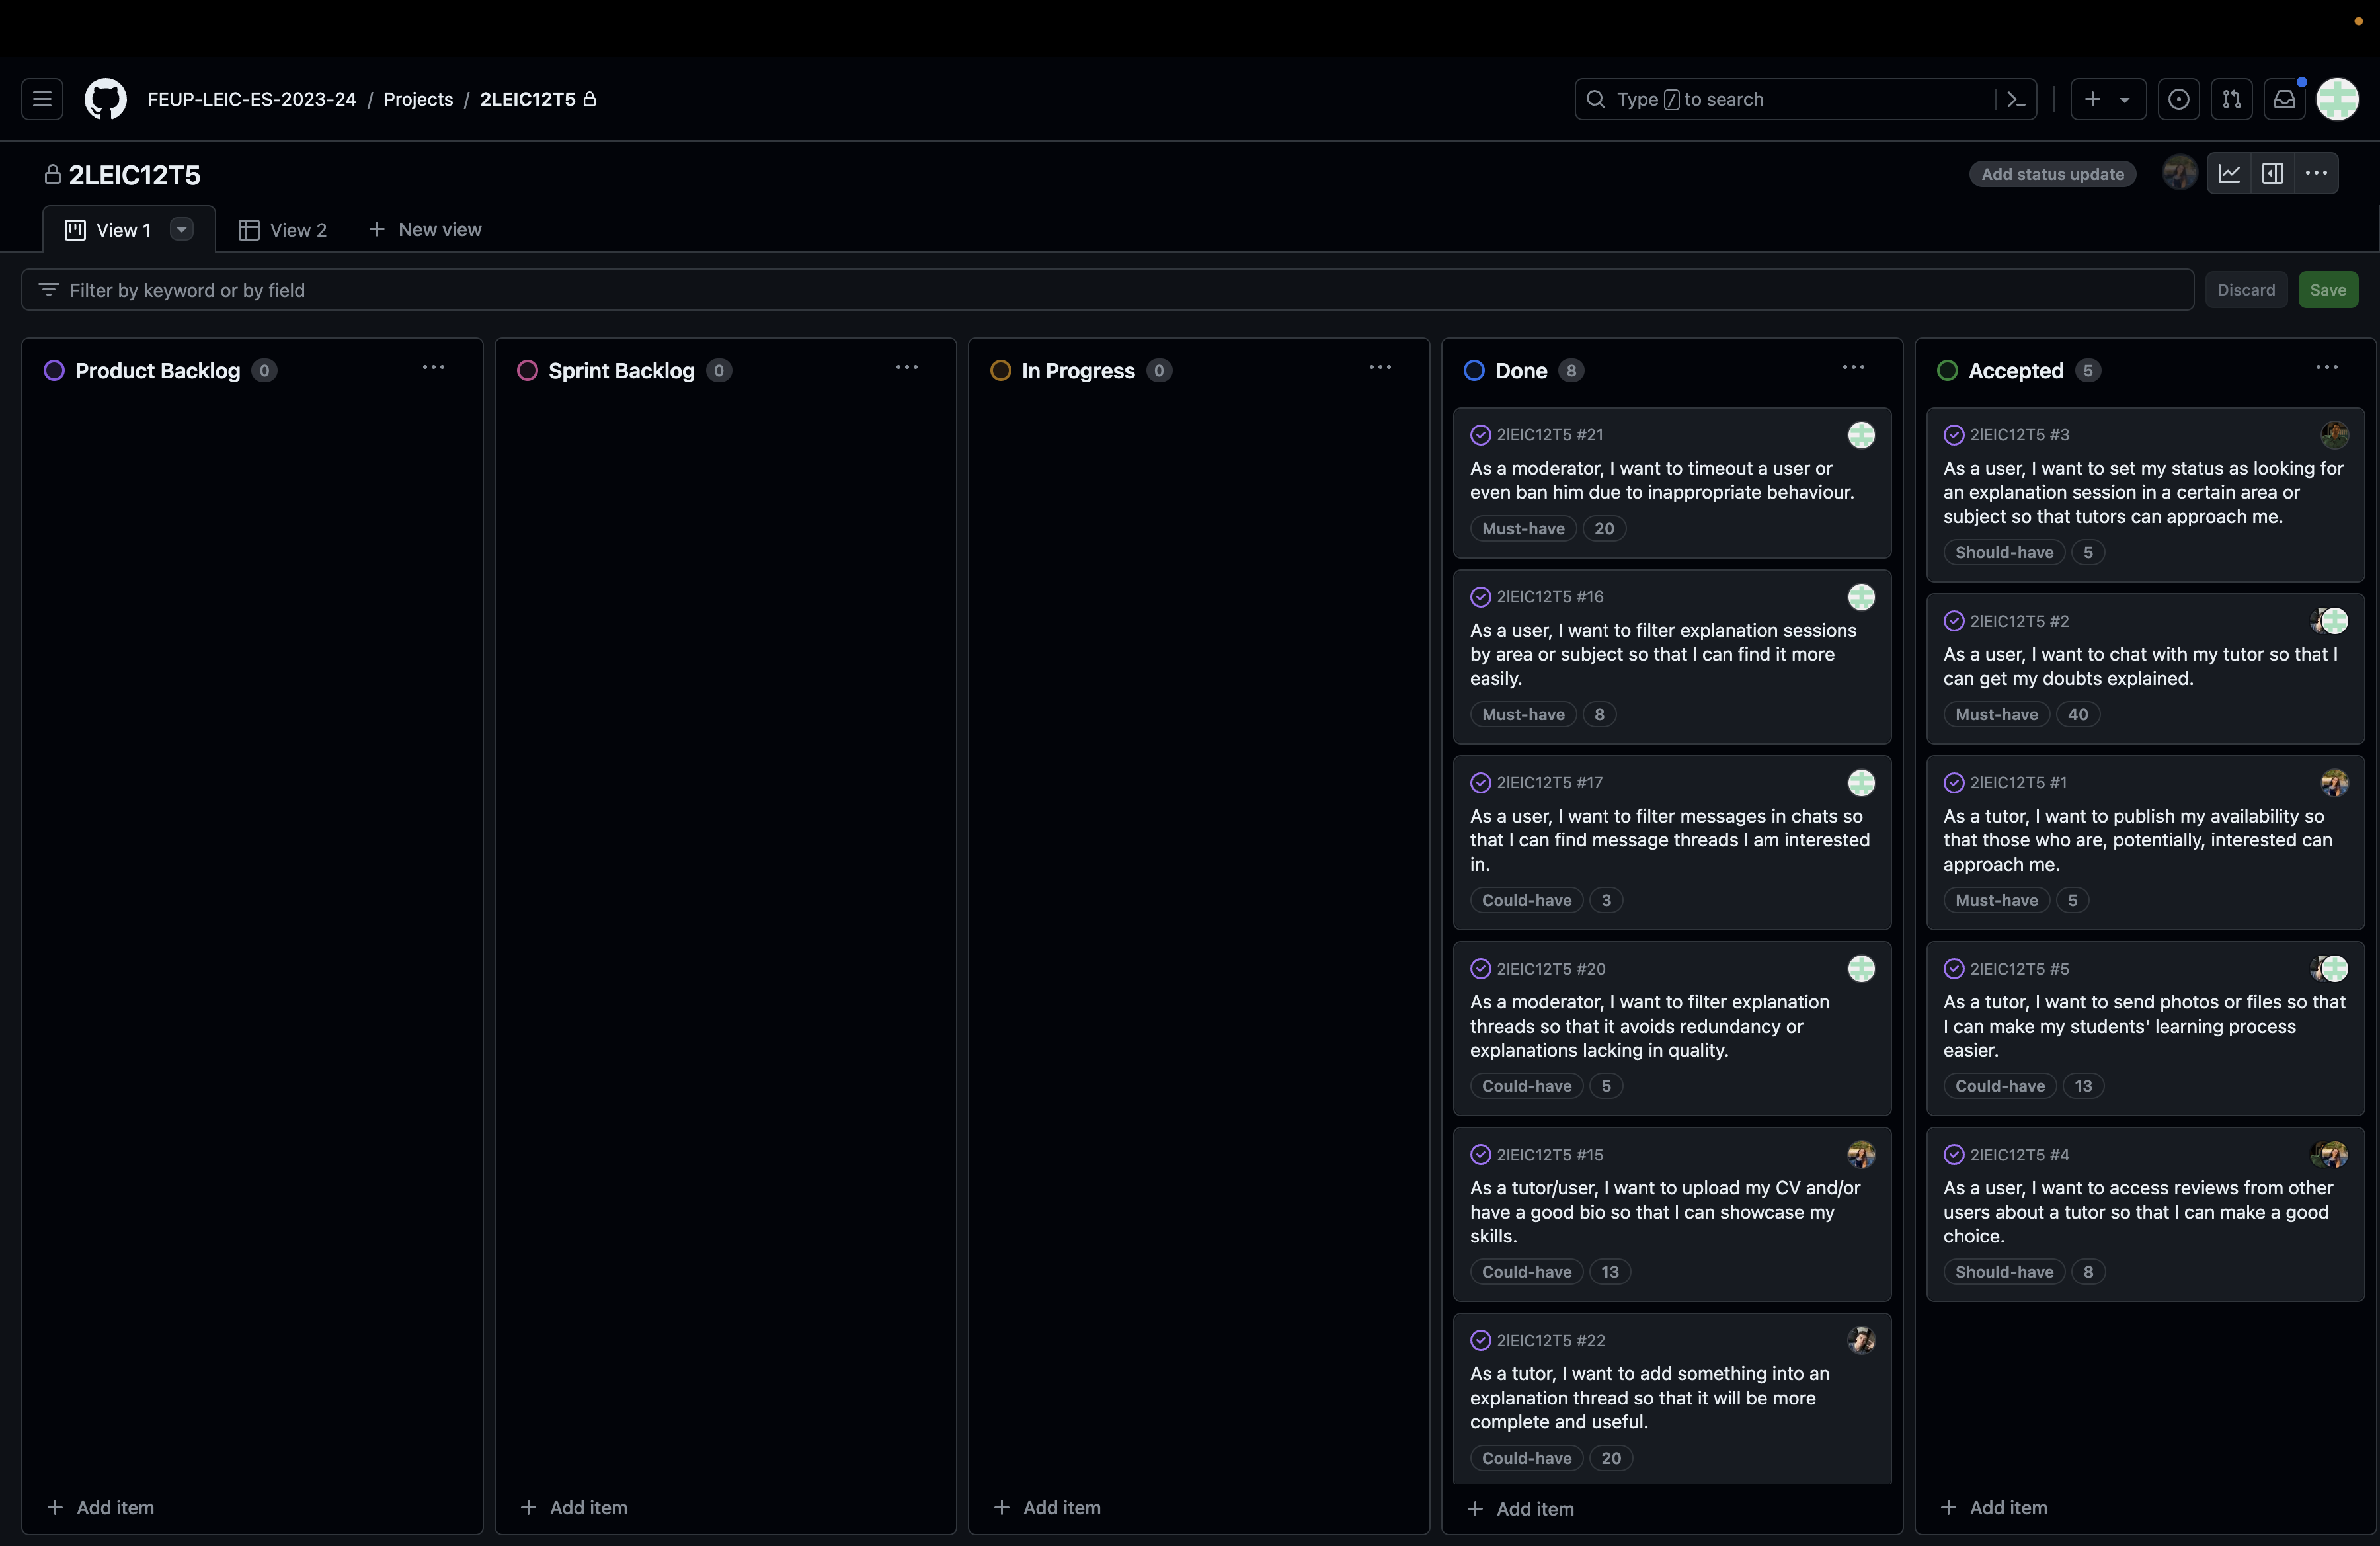 FEUP-LEIC-ES-2023-24 / Projects / 2LEIC12T5
Type / to search
2LEIC12T5
Add status update
View 1
View 2
+ New view
Filter by keyword or by field
Discard
Save
Product Backlog 0
+ Add item
Sprint Backlog 0
+ Add item
In Progress 0
+ Add item
Done 8
2lEIC12T5 #21
As a moderator, I want to timeout a user or
even ban him due to inappropriate behaviour.
Must-have 20
2lEIC12T5 #16
As a user, I want to filter explanation sessions
by area or subject so that I can find it more
easily.
Must-have 8
2lEIC12T5 #17
As a user, I want to filter messages in chats so
that I can find message threads I am interested
in.
Could-have 3
2lEIC12T5 #20
As a moderator, I want to filter explanation
threads so that it avoids redundancy or
explanations lacking in quality.
Could-have 5
2lEIC12T5 #15
As a tutor/user, I want to upload my CV and/or
have a good bio so that I can showcase my
skills.
Could-have 13
2lEIC12T5 #22
As a tutor, I want to add something into an
explanation thread so that it will be more
complete and useful.
Could-have 20
+ Add item
Accepted 5
2lEIC12T5 #3
As a user, I want to set my status as looking for
an explanation session in a certain area or
subject so that tutors can approach me.
Should-have 5
2lEIC12T5 #2
As a user, I want to chat with my tutor so that I
can get my doubts explained.
Must-have 40
2lEIC12T5 #1
As a tutor, I want to publish my availability so
that those who are, potentially, interested can
approach me.
Must-have 5
2lEIC12T5 #5
As a tutor, I want to send photos or files so that
I can make my students' learning process
easier.
Could-have 13
2lEIC12T5 #4
As a user, I want to access reviews from other
users about a tutor so that I can make a good
choice.
Should-have 8
+ Add item